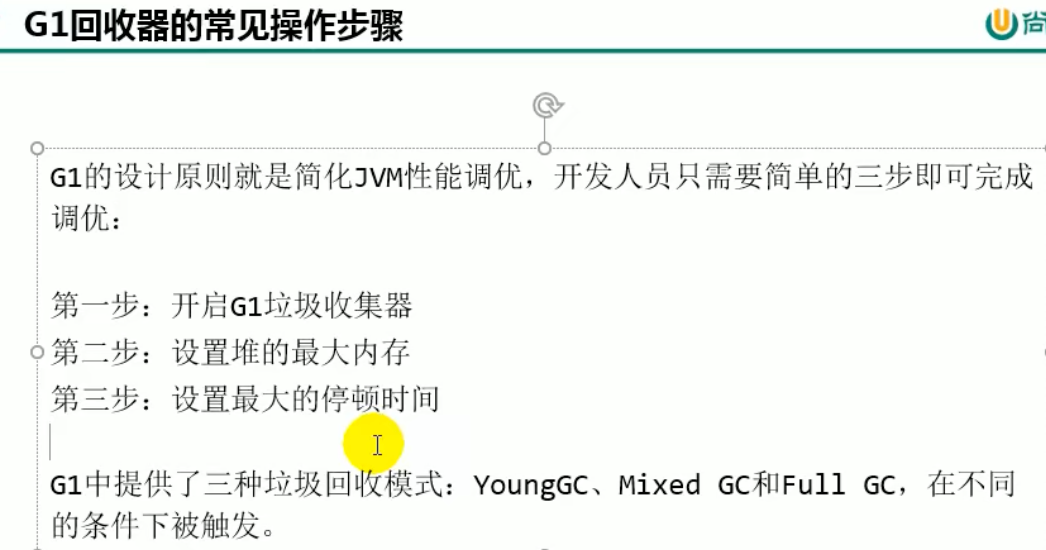 G1回收器的常见操作步骤
尚
G1的设计原则就是简化JVM性能调优，开发人员只需要简单的三步即可完成
调优：
第一步：开启G1垃圾收集器
第二步：设置堆的最大内存
第三步：设置最大的停顿时间
G1中提供了三种垃圾回收模式：YoungGC、Mixed GC和Full GC，在不同
的条件下被触发。